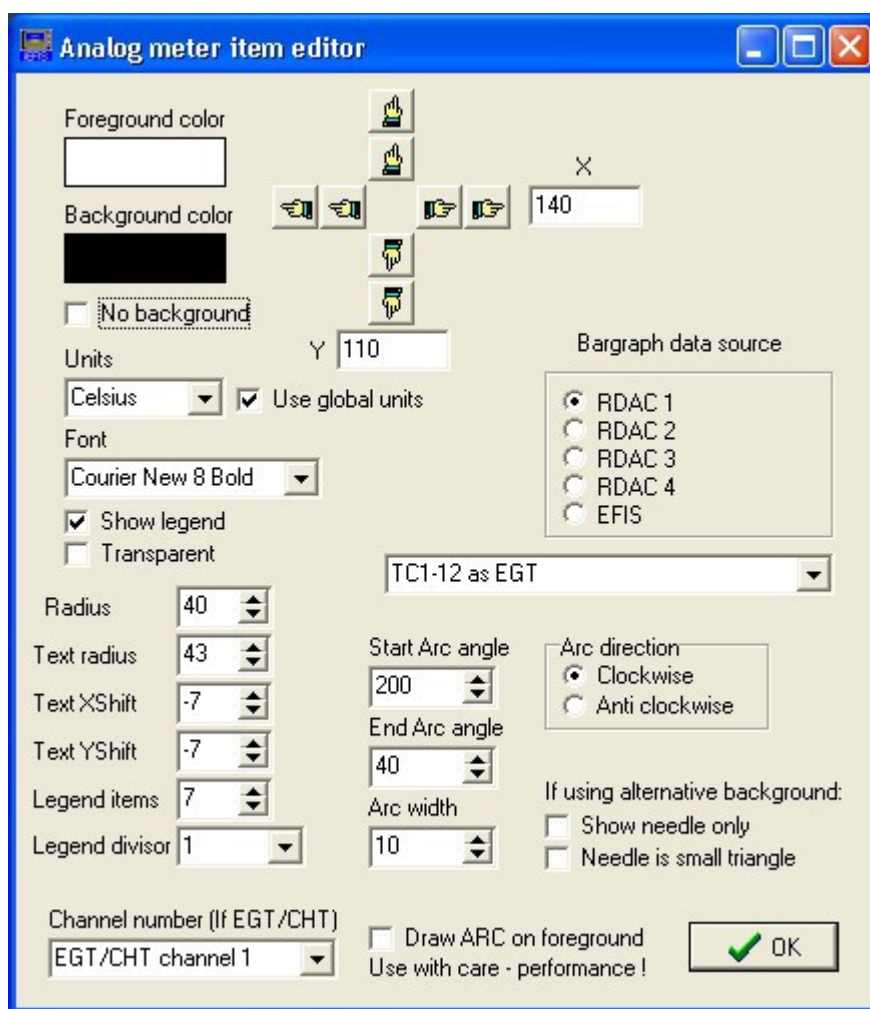 Analog meter item editor
Foreground color
Background color
No background
X
140
Y 110
Units
Celsius
Use global units
Font
Courier New 8 Bold
Show legend
Transparent
Bargraph data source
RDAC 1
RDAC 2
RDAC 3
RDAC 4
EFIS
TC1-12 as EGT
Radius 40
Text radius 43
Text XShift -7
Text YShift -7
Legend items 7
Legend divisor 1
Start Arc angle
200
End Arc angle
40
Arc width
10
Arc direction
Clockwise
Anti clockwise
If using alternative background:
Show needle only
Needle is small triangle
Channel number (If EGT/CHT)
EGT/CHT channel 1
Draw ARC on foreground
Use with care - performance !
OK